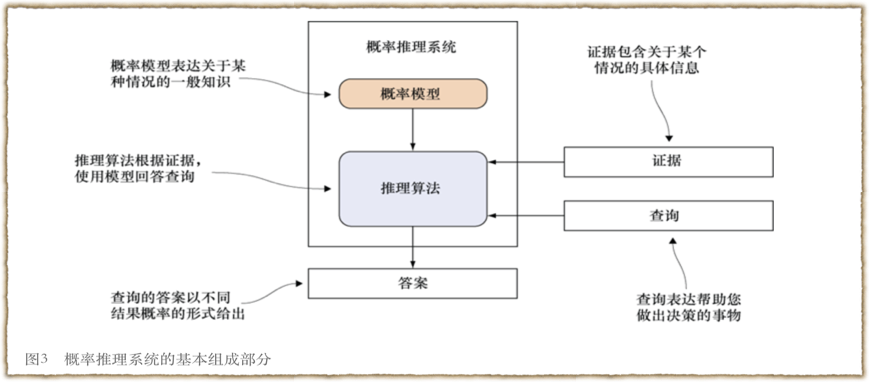 概率推理系统
概率模型表达关于某
种情况的一般知识
概率模型
证据包含关于某个
情况的具体信息
推理算法根据证据，
使用模型回答查询
推理算法
证据
查询
查询的答案以不同
结果概率的形式给出
答案
查询表达帮助您
做出决策的事物
图3 概率推理系统的基本组成部分